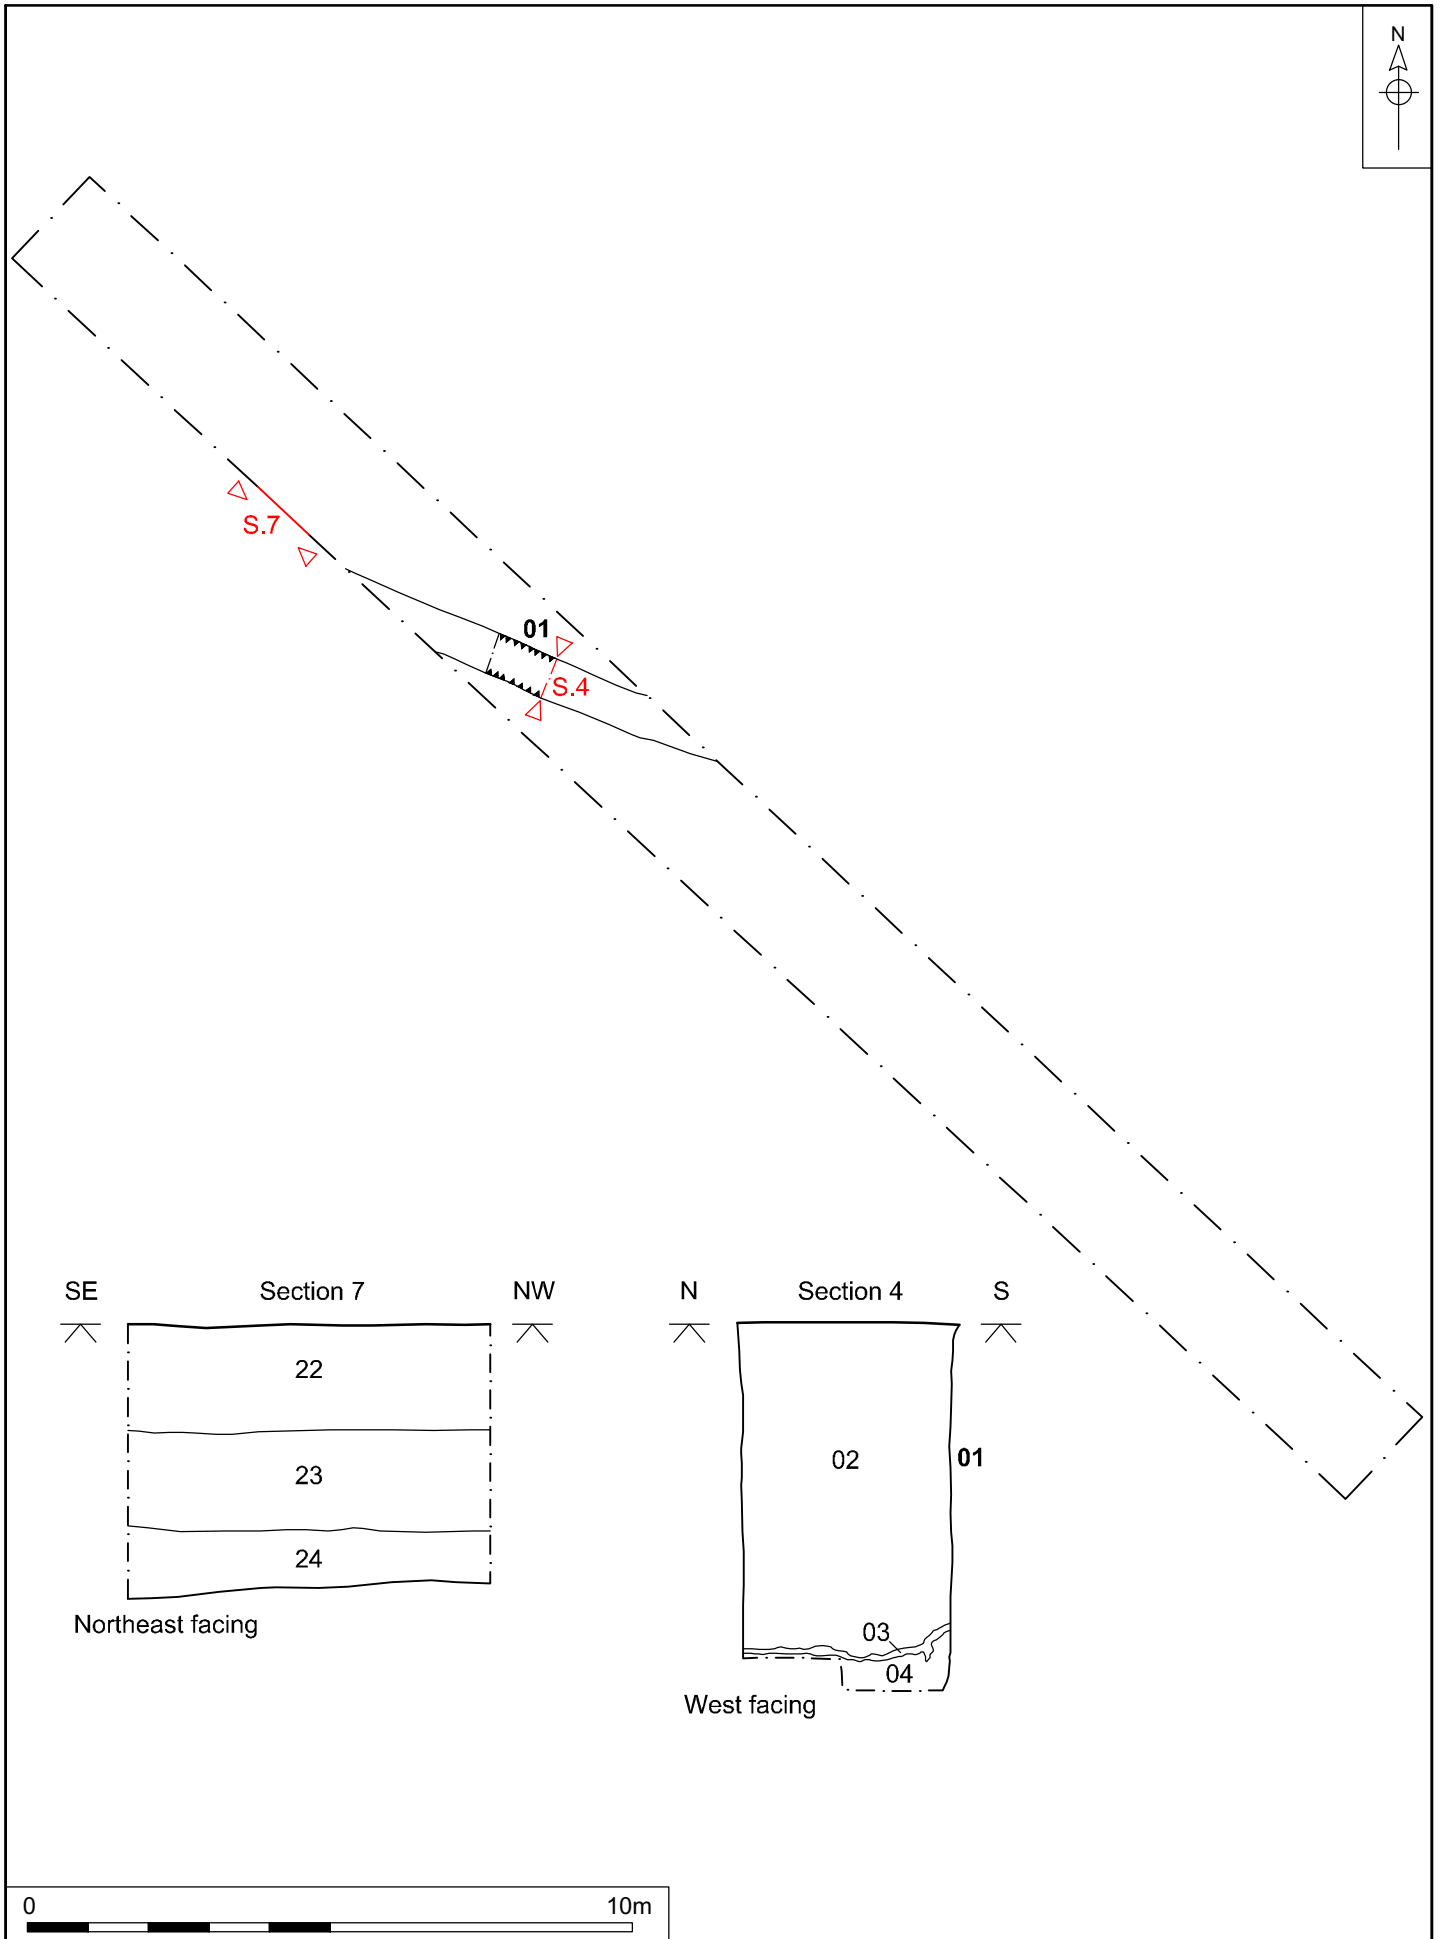 N
S.7
01
S.4
SE Section 7 NW
N Section 4 S
22
23
24
Northeast facing
02
01
03
04
West facing
0 10m